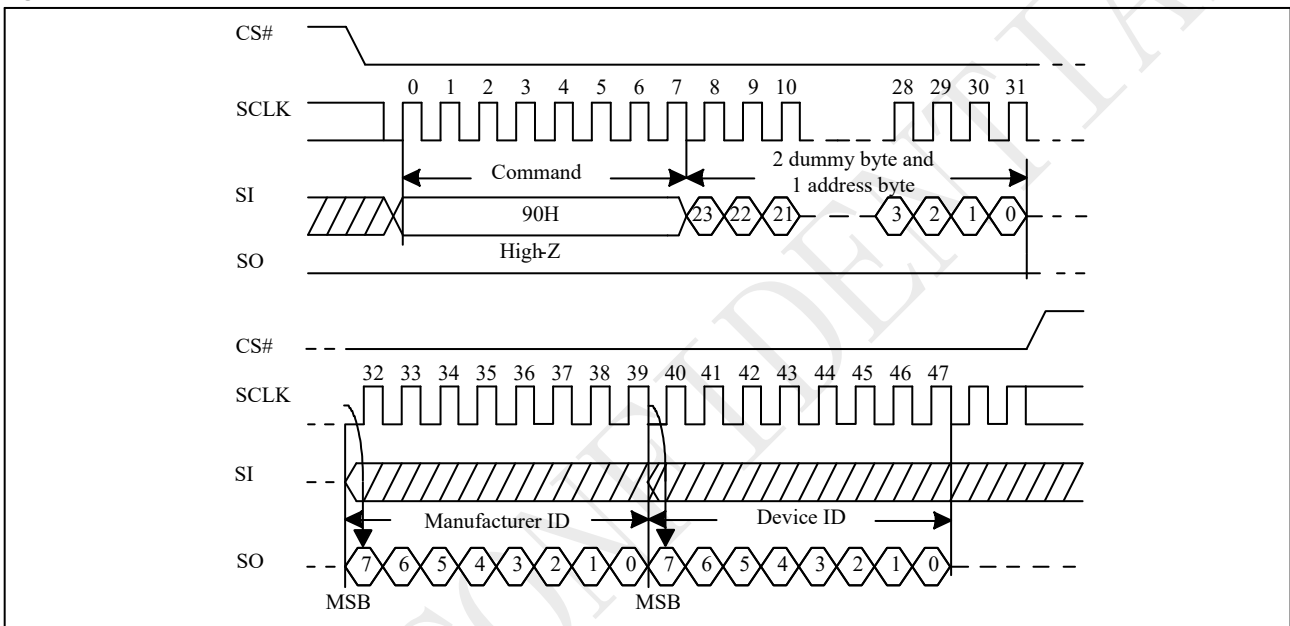 CS#
0 1 2 3 4 5 6 7 8 9 10 28 29 30 31
SCLK
Command
2 dummy byte and
1 address byte
SI
90H
23 22 21 3 2 1 0
High-Z
SO
CS#
32 33 34 35 36 37 38 39 40 41 42 43 44 45 46 47
SCLK
SI
Manufacturer ID
Device ID
SO
7 6 5 4 3 2 1 0 7 6 5 4 3 2 1 0
MSB
MSB
CONFIDENTIA